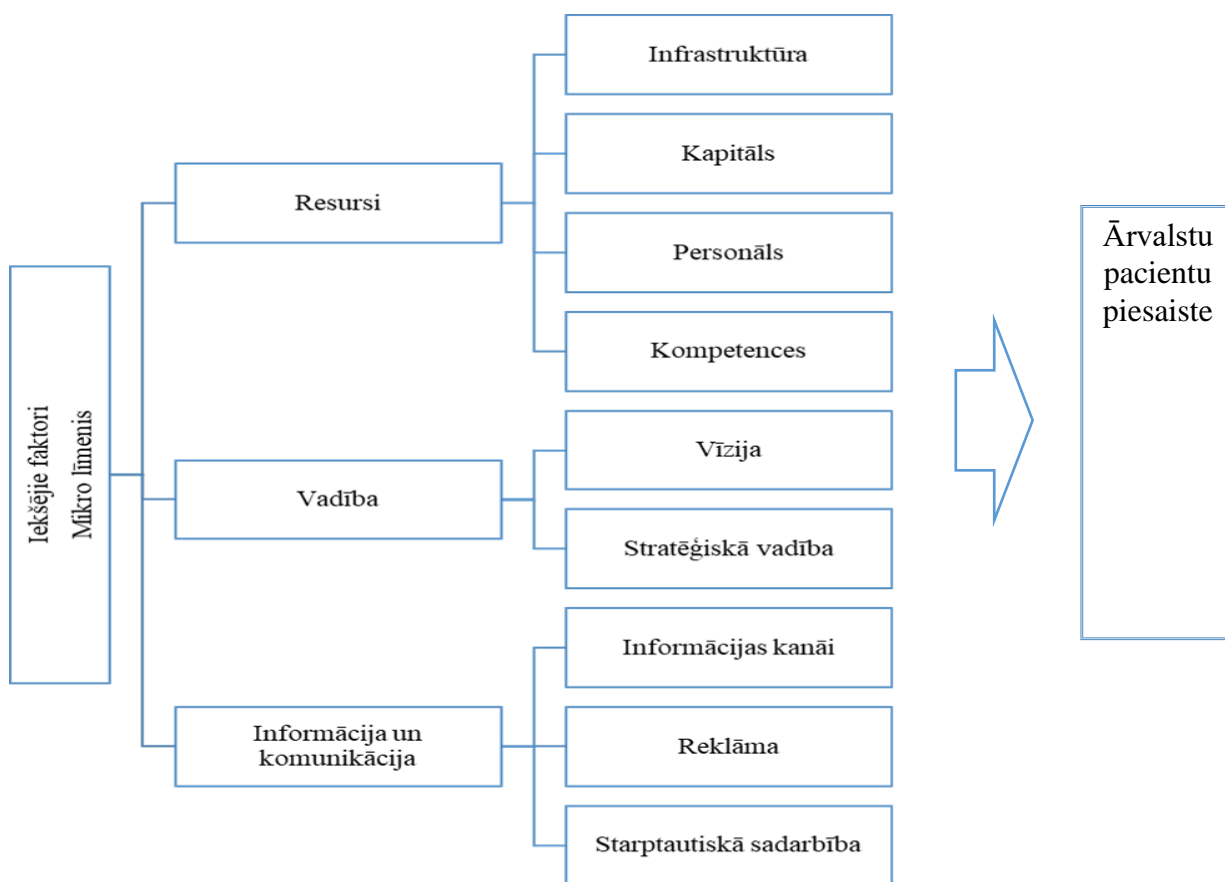 Iekšējie faktori
Mikro līmenis
Resursi
Infrastruktūra
Kapitāls
Personāls
Kompetences
Vadība
Vīzija
Stratēģiskā vadība
Informācija un
komunikācija
Informācijas kanāi
Reklāma
Starptautiskā sadarbība
Ārvalstu
pacientu
piesaiste